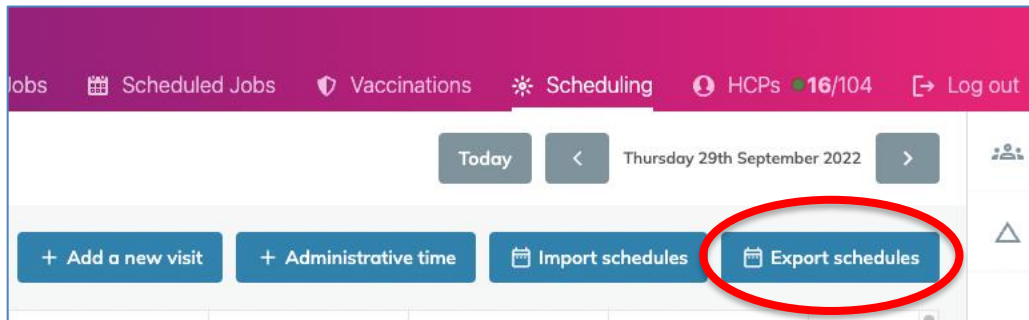 Jobs Scheduled Jobs Vaccinations Scheduling HCPs 16/104 Log out
Today < Thursday 29th September 2022 >
+ Add a new visit + Administrative time Import schedules Export schedules